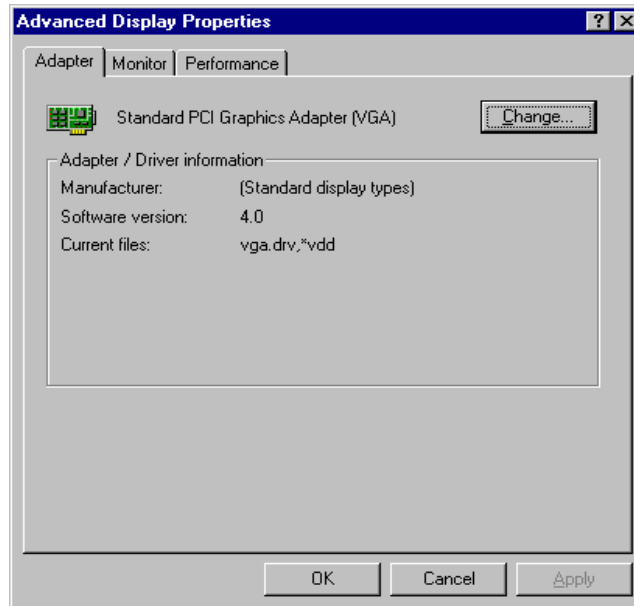 Advanced Display Properties
Adapter Monitor Performance
Standard PCI Graphics Adapter (VGA) Change...
Adapter / Driver information
Manufacturer: (Standard display types)
Software version: 4.0
Current files: vga.drv,*vdd
OK Cancel Apply